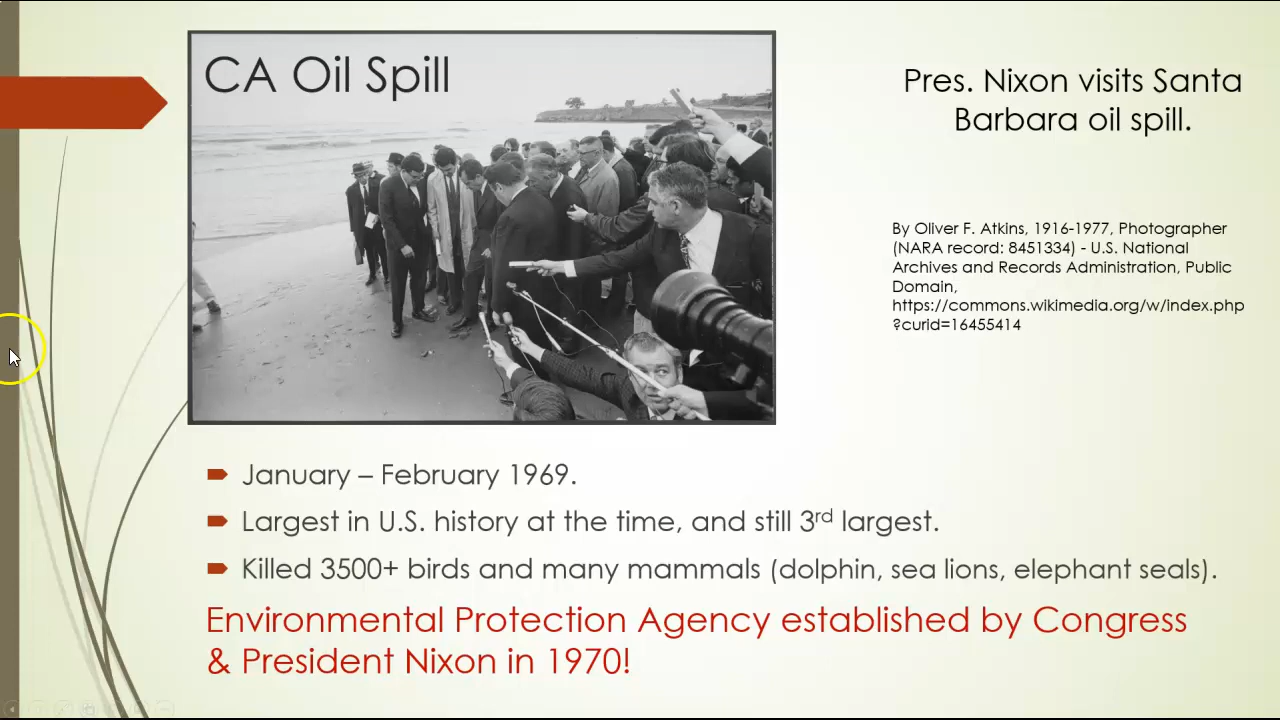 CA Oil Spill
Pres. Nixon visits Santa
Barbara oil spill.
By Oliver F. Atkins, 1916-1977, Photographer
(NARA record: 8451334) - U.S. National
Archives and Records Administration, Public
Domain,
https://commons.wikimedia.org/w/index.php
?curid=16455414
January – February 1969.
Largest in U.S. history at the time, and still 3rd largest.
Killed 3500+ birds and many mammals (dolphin, sea lions, elephant seals).
Environmental Protection Agency established by Congress
& President Nixon in 1970!